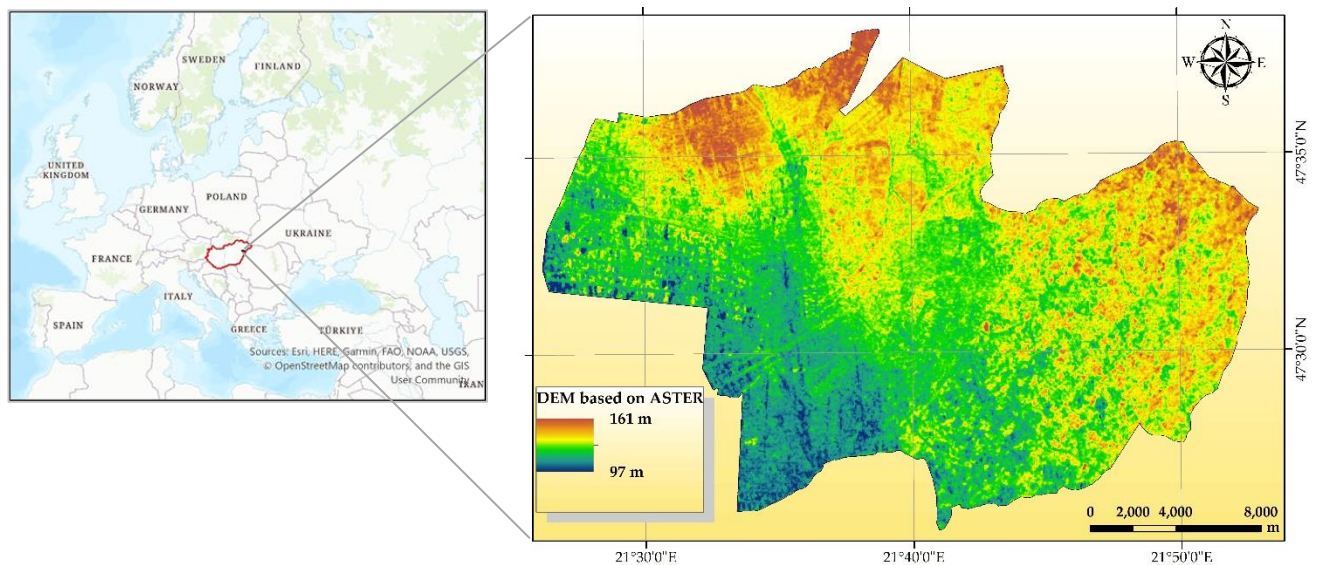 SWEDEN
FINLAND
NORWAY
UNITED
KINGDOM
POLAND
GERMANY
UKRAINE
FRANCE
ITALY
SPAIN
GREECE
TÜRKİYE
Sources: Esri, HERE, Garmin, FAO, NOAA, USGS,
© OpenStreetMap contributors, and the GIS
User Community
IRAN
N
W E
S
47°35'0"N
47°30'0"N
DEM based on ASTER
161 m
97 m
0 2,000 4,000 8,000
m
21°30'0"E
21°40'0"E
21°50'0"E